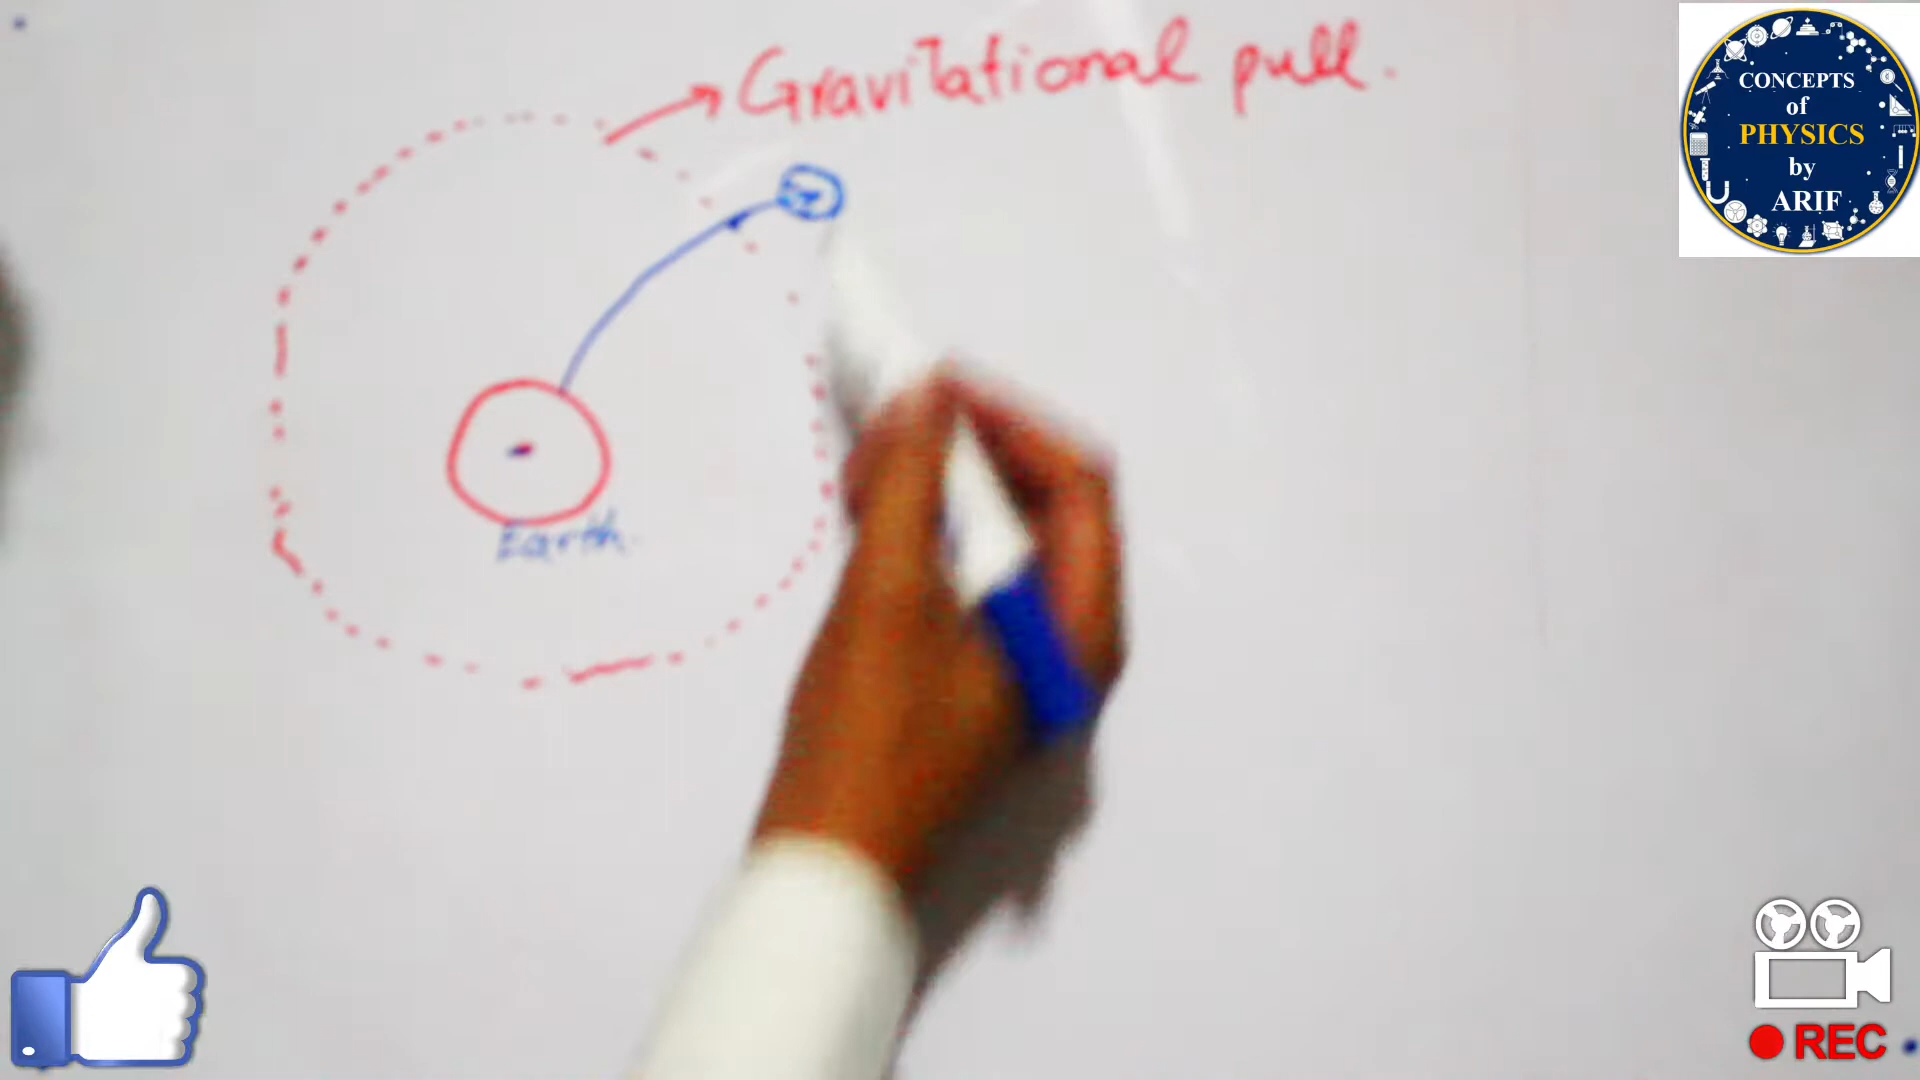 Gravitational pull.
Earth.
CONCEPTS
of
PHYSICS
by
ARIF
REC